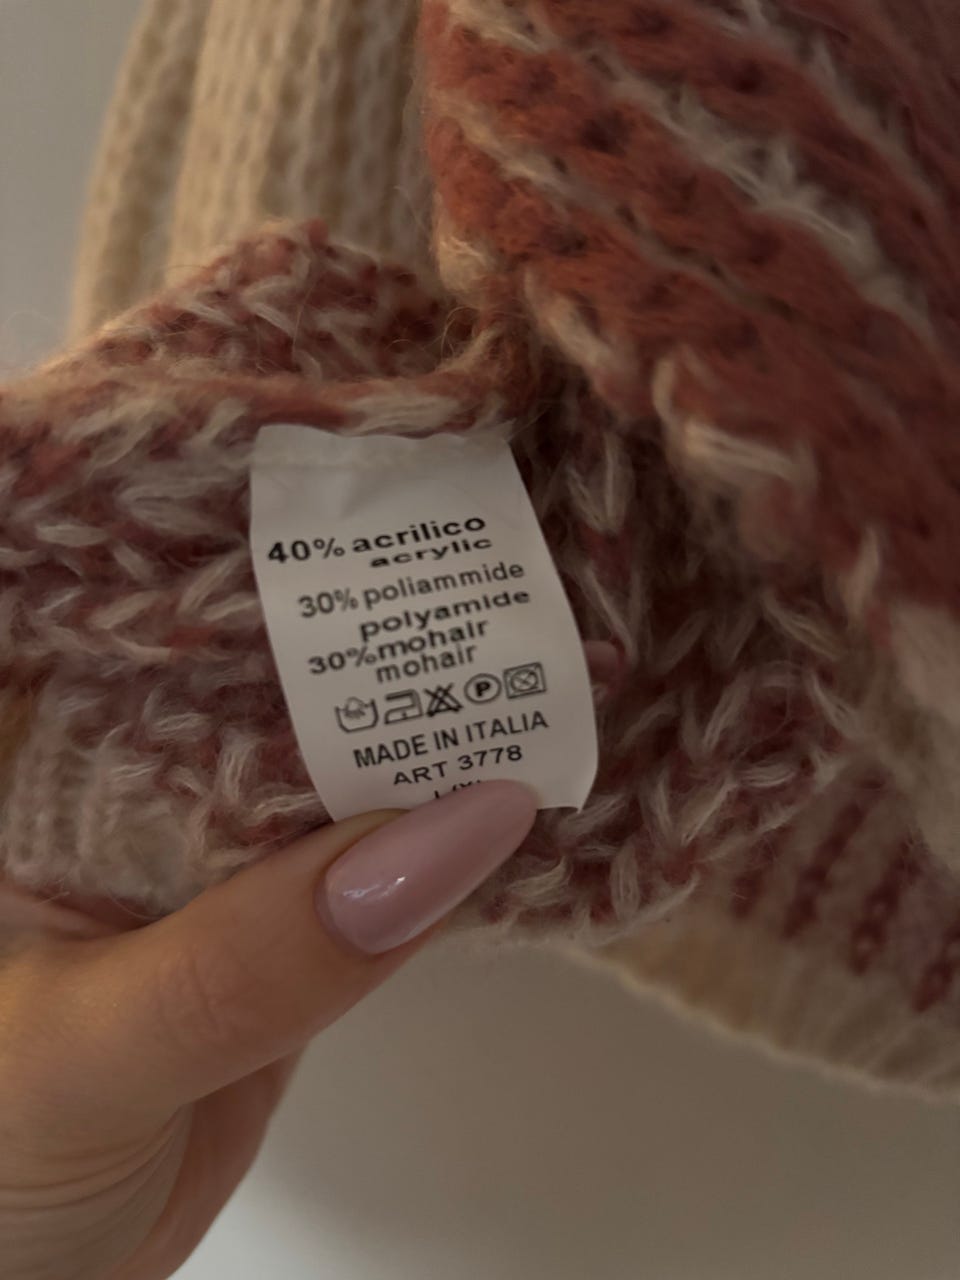 40% acrilico
acrylic
30% poliammide
polyamide
30% mohair
mohair
P
MADE IN ITALIA
ART 3778